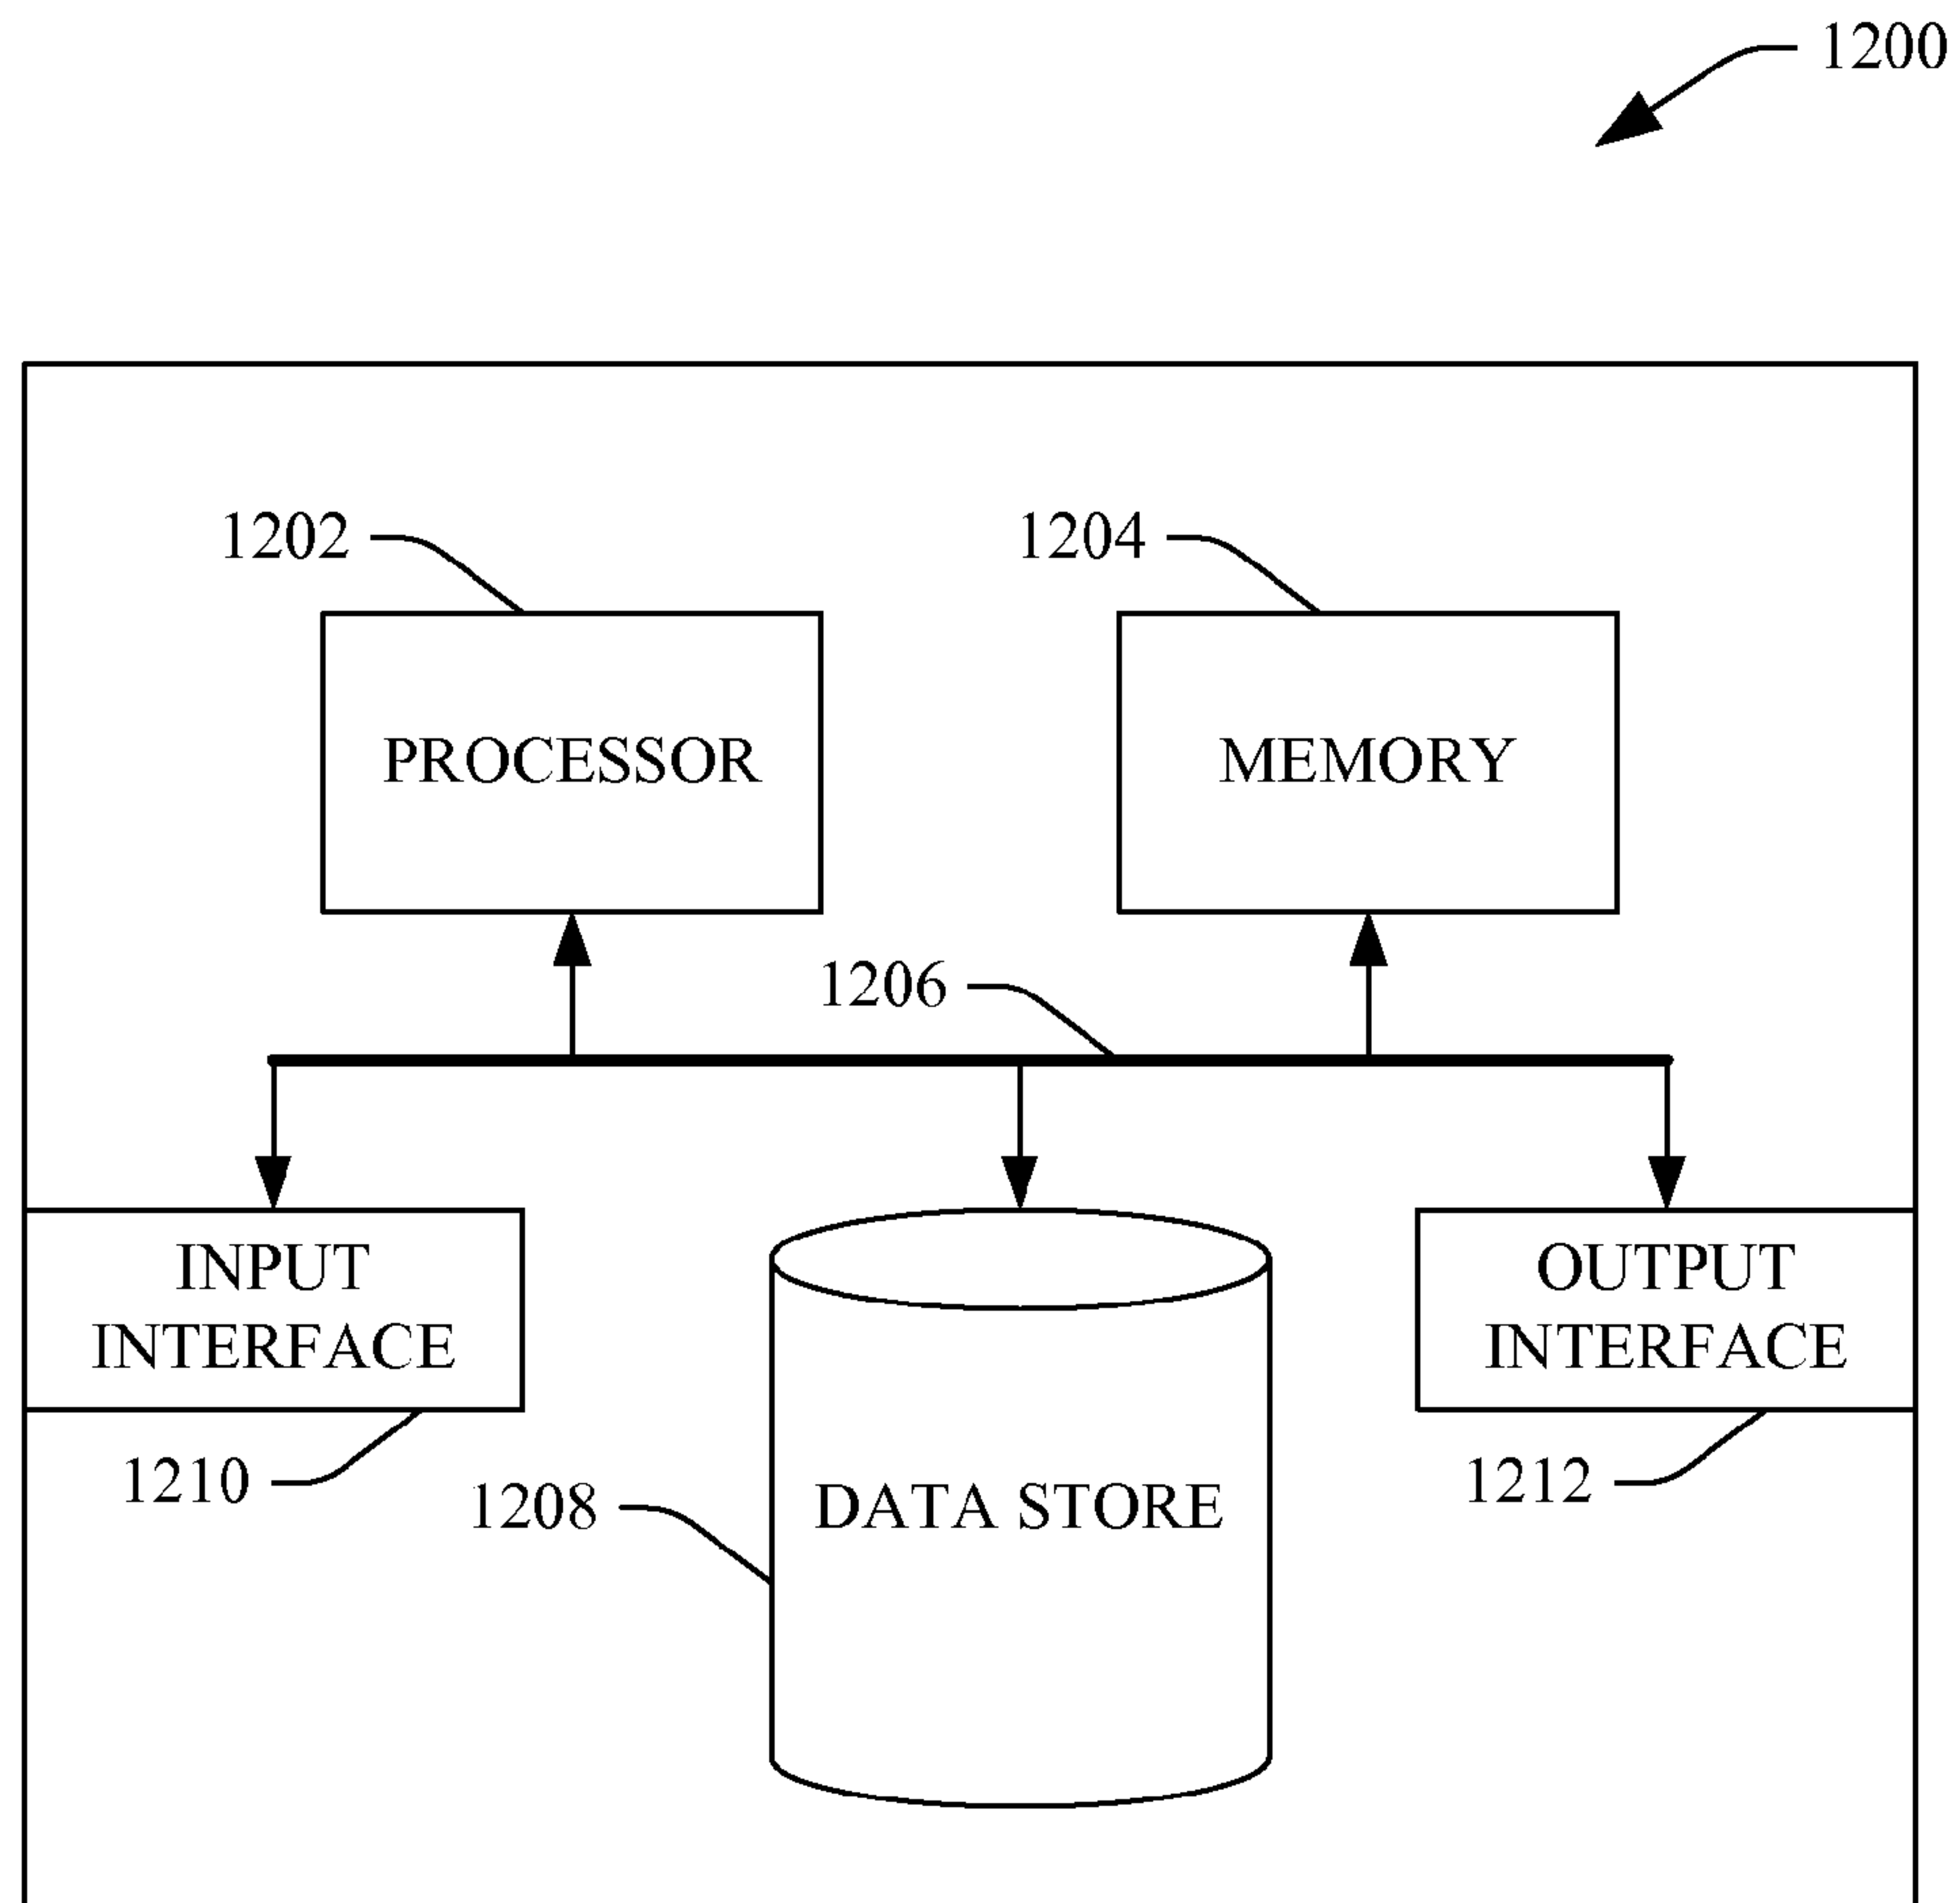 1200
1202
1204
PROCESSOR
MEMORY
1206
INPUT
INTERFACE
OUTPUT
INTERFACE
1210
1208
DATA STORE
1212